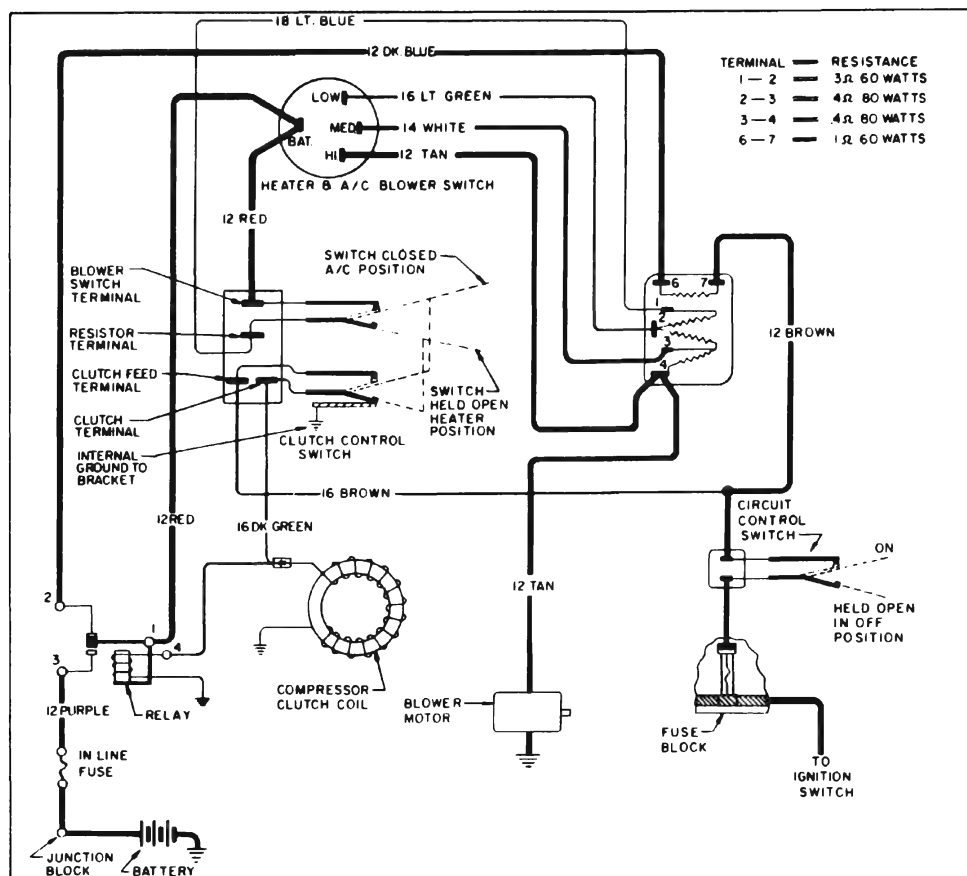 18 LT. BLUE
12 DK. BLUE
TERMINAL — RESISTANCE
1 — 2 — 3Ω 60 WATTS
2 — 3 — 4Ω 80 WATTS
3 — 4 — .4Ω 80 WATTS
6 — 7 — 1Ω 60 WATTS
LOW
16 LT GREEN
MED
14 WHITE
BAT.
HI
12 TAN
HEATER & A/C BLOWER SWITCH
12 RED
BLOWER
SWITCH
TERMINAL
SWITCH CLOSED
A/C POSITION
6
7
1
2
3
4
RESISTOR
TERMINAL
12 BROWN
CLUTCH FEED
TERMINAL
SWITCH
HELD OPEN
HEATER
POSITION
CLUTCH
TERMINAL
CLUTCH CONTROL
SWITCH
INTERNAL
GROUND TO
BRACKET
16 BROWN
12RED
16 DK GREEN
CIRCUIT
CONTROL
SWITCH
ON
12 TAN
HELD OPEN
IN OFF
POSITION
2
1
4
3
RELAY
12 PURPLE
COMPRESSOR
CLUTCH COIL
BLOWER
MOTOR
FUSE
BLOCK
IN LINE
FUSE
TO
IGNITION
SWITCH
JUNCTION
BLOCK
BATTERY